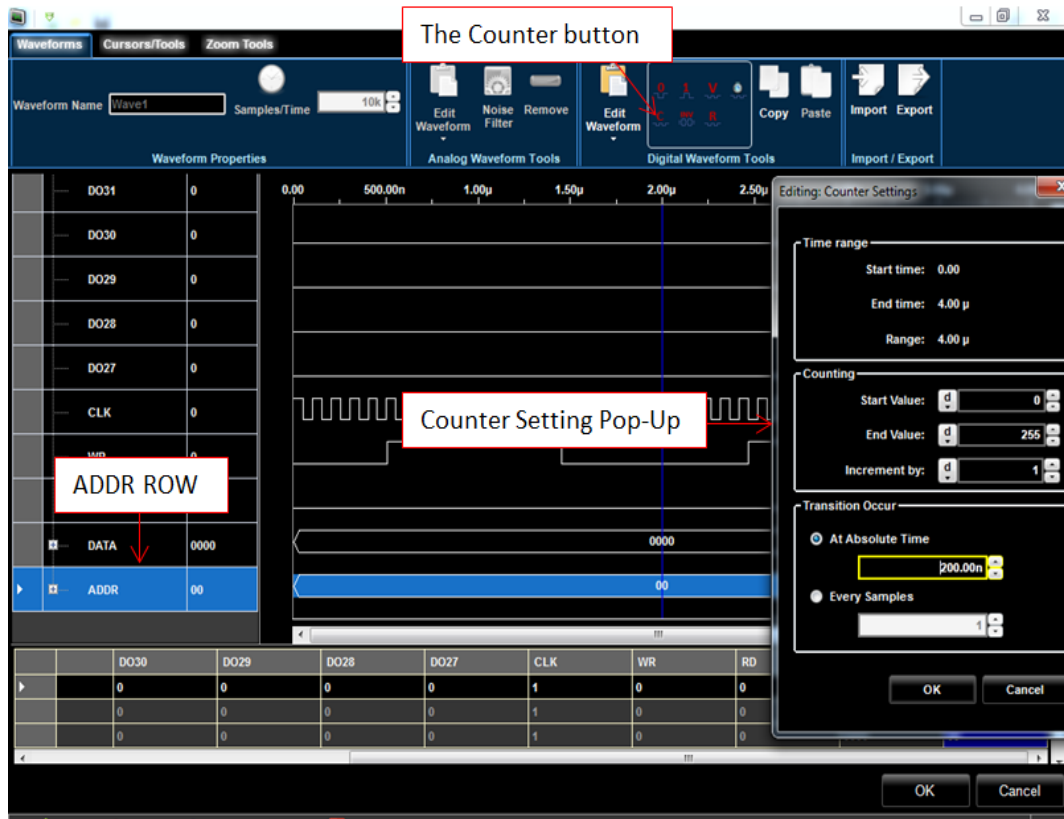 The Counter button
Waveforms Cursors/Tools Zoom Tools
Waveform Name Wave1 Samples/Time 10k
Edit Waveform Noise Filter Remove
Edit Waveform 0 1 V C R Copy Paste
Import Export
Waveform Properties Analog Waveform Tools Digital Waveform Tools Import / Export
0.00 500.00n 1.00µ 1.50µ 2.00µ 2.50µ
DO31 0
DO30 0
DO29 0
DO28 0
DO27 0
CLK 0
WR 0
ADDR ROW
DATA 0000 0000
ADDR 00 00
Counter Setting Pop-Up
Editing: Counter Settings
Time range
Start time: 0.00
End time: 4.00 µ
Range: 4.00 µ
Counting
Start Value: d 0
End Value: d 255
Increment by: d 1
Transition Occur
At Absolute Time
200.00n
Every Samples
1
OK Cancel
DO30 DO29 DO28 DO27 CLK WR RD
0 0 0 0 1 0 0
0 0 0 0 1 0 0
0 0 0 0 1 0 0
OK Cancel